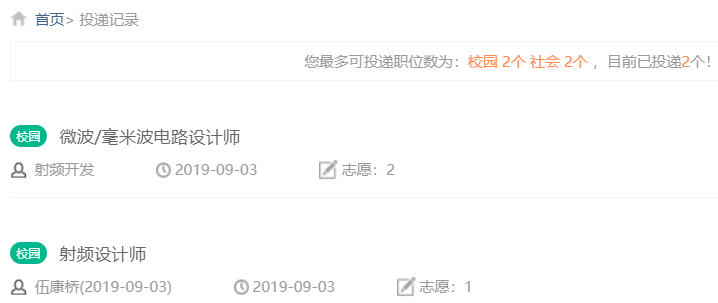 首页> 投递记录
您最多可投递职位数为：校园 2个 社会 2个 ，目前已投递2个！
校园 微波/毫米波电路设计师
射频开发 2019-09-03 志愿：2
校园 射频设计师
伍康桥(2019-09-03) 2019-09-03 志愿：1